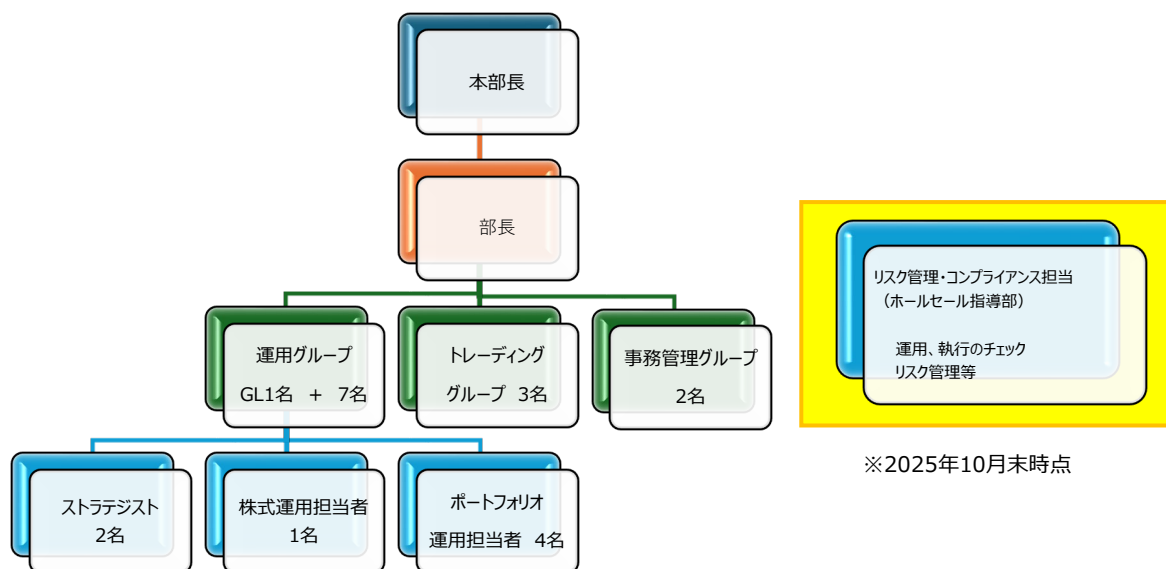 本部長
部長
運用グループ
GL1名 + 7名
トレーディング
グループ 3名
事務管理グループ
2名
ストラテジスト
2名
株式運用担当者
1名
ポートフォリオ
運用担当者 4名
リスク管理・コンプライアンス担当
(ホールセール指導部)
運用、執行のチェック
リスク管理等
※2025年10月末時点